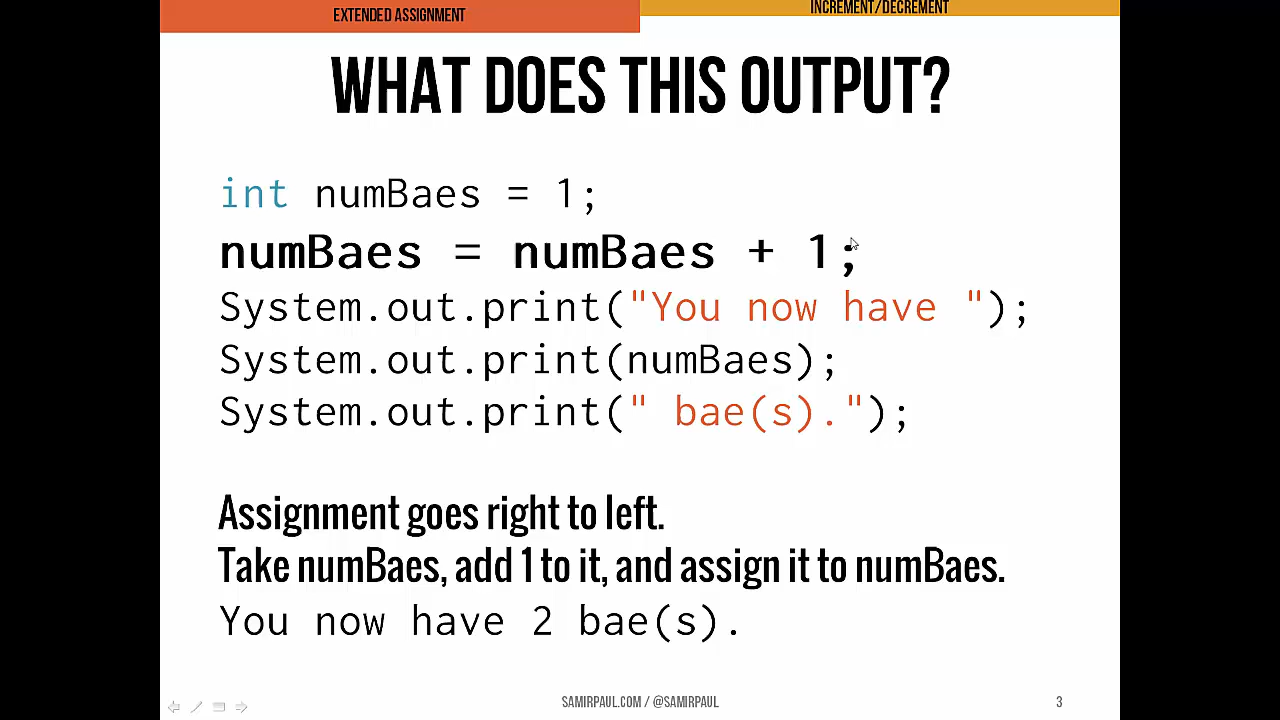 EXTENDED ASSIGNMENT
INCREMENT/DECREMENT
WHAT DOES THIS OUTPUT?
int numBaes = 1;
numBaes = numBaes + 1;
System.out.print("You now have ");
System.out.print(numBaes);
System.out.print(" bae(s).");
Assignment goes right to left.
Take numBaes, add 1 to it, and assign it to numBaes.
You now have 2 bae(s).
SAMIRPAUL.COM / @SAMIRPAUL
3